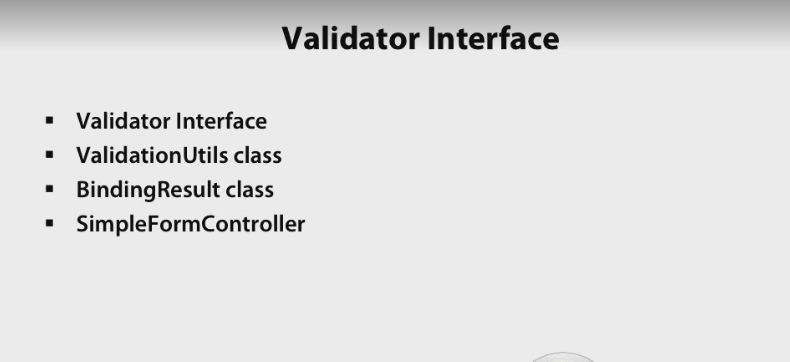 Validator Interface
▪ Validator Interface
▪ ValidationUtils class
▪ BindingResult class
▪ SimpleFormController